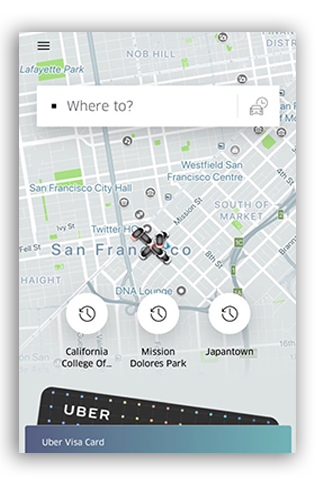 FINAN
DISTR
NOB HILL
Lafayette Park
Where to?
Westfield San
Francisco Centre
4th St
San Francisco City Hall
Mission St
SOUTH OF
MARKET
Ivy St
Twitter HQ
Fell St
San Francisco
8th St
HAIGHT
DNA Lounge
California
College Of...
Mission
Dolores Park
Japantown
UBER
Uber Visa Card